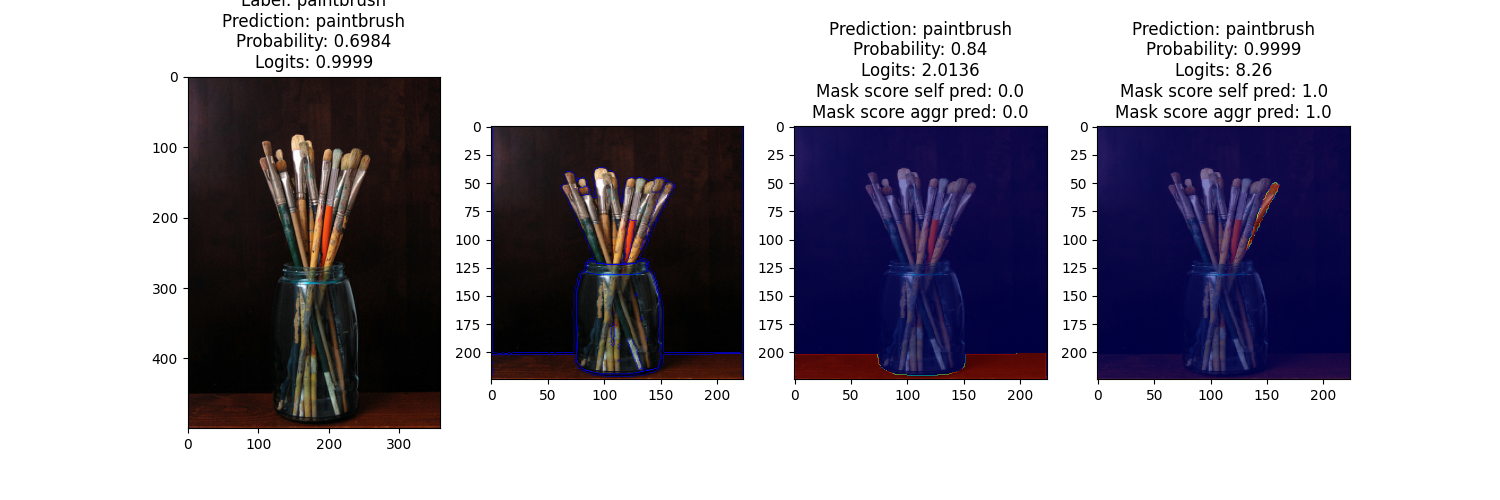 Label: paintbrush
Prediction: paintbrush
Probability: 0.6984
Logits: 0.9999
0
100
200
300
400
0 100 200 300
0
25
50
75
100
125
150
175
200
0 50 100 150 200
Prediction: paintbrush
Probability: 0.84
Logits: 2.0136
Mask score self pred: 0.0
Mask score aggr pred: 0.0
0
25
50
75
100
125
150
175
200
0 50 100 150 200
Prediction: paintbrush
Probability: 0.9999
Logits: 8.26
Mask score self pred: 1.0
Mask score aggr pred: 1.0
0
25
50
75
100
125
150
175
200
0 50 100 150 200